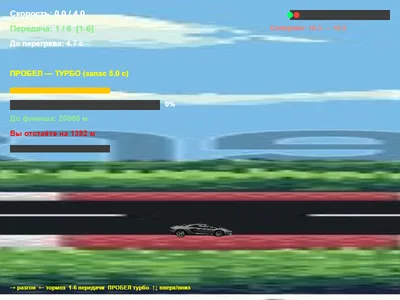 Скорость: 0.0 / 4.0
Передача: 1 / 6 [1-6]
До перегрева: 4.7 с
ПРОБЕЛ — ТУРБО (запас 5.0 с)
0%
До финиша: 20000 м
Вы отстаёте на 1392 м
→ разгон ← тормоз 1-6 передачи ПРОБЕЛ турбо ↑↓ вверх/вниз